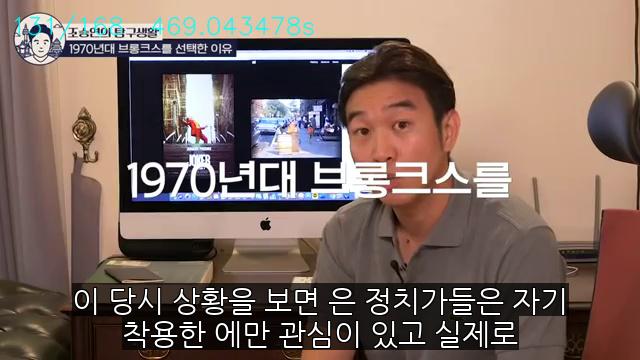 131/168 469.043478s
조승연의 탐구생활
1970년대 브롱크스를 선택한 이유
JOKER
1970년대 브롱크스를
이 당시 상황을 보면 은 정치가들은 자기
착용한 에만 관심이 있고 실제로